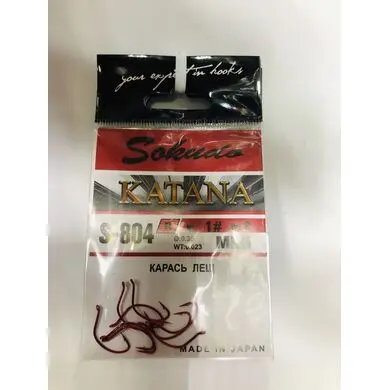 your expert in hooks
Sokudo
KATANA
S-804
1#
WT:0.023
КАРАСЬ ЛЕЩ
MADE IN JAPAN